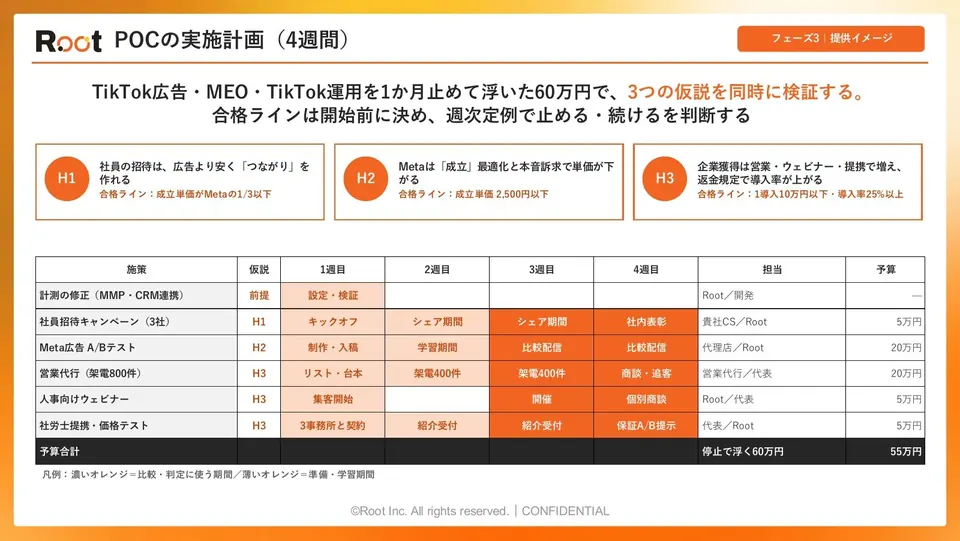 Root POCの実施計画（4週間）
フェーズ3｜提供イメージ
TikTok広告・MEO・TikTok運用を1か月止めて浮いた60万円で、3つの仮説を同時に検証する。
合格ラインは開始前に決め、週次定例で止める・続けるを判断する
H1
社員の招待は、広告より安く「つながり」を
作れる
合格ライン：成立単価がMetaの1/3以下
H2
Metaは「成立」最適化と本音訴求で単価が下
がる
合格ライン：成立単価 2,500円以下
H3
企業獲得は営業・ウェビナー・提携で増え、
返金規定で導入率が上がる
合格ライン：1導入10万円以下・導入率25%以上
施策 仮説 1週目 2週目 3週目 4週目 担当 予算
計測の修正（MMP・CRM連携） 前提 設定・検証 Root／開発 —
社員招待キャンペーン（3社） H1 キックオフ シェア期間 シェア期間 社内表彰 貴社CS／Root 5万円
Meta広告 A/Bテスト H2 制作・入稿 学習期間 比較配信 比較配信 代理店／Root 20万円
営業代行（架電800件） H3 リスト・台本 架電400件 架電400件 商談・追客 営業代行／代表 20万円
人事向けウェビナー H3 集客開始 開催 個別商談 Root／代表 5万円
社労士提携・価格テスト H3 3事務所と契約 紹介受付 紹介受付 保証A/B提示 代表／Root 5万円
予算合計 停止で浮く60万円 55万円
凡例：濃いオレンジ＝比較・判定に使う期間／薄いオレンジ＝準備・学習期間
©Root Inc. All rights reserved.｜CONFIDENTIAL